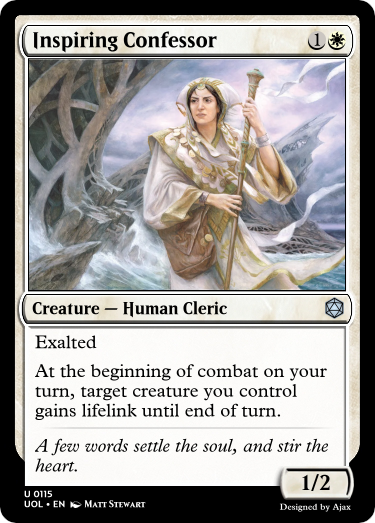 Inspiring Confessor 1
Creature — Human Cleric
Exalted
At the beginning of combat on your
turn, target creature you control
gains lifelink until end of turn.
A few words settle the soul, and stir the
heart.
1/2
U 0115
UOL • EN Matt Stewart
Designed by Ajax